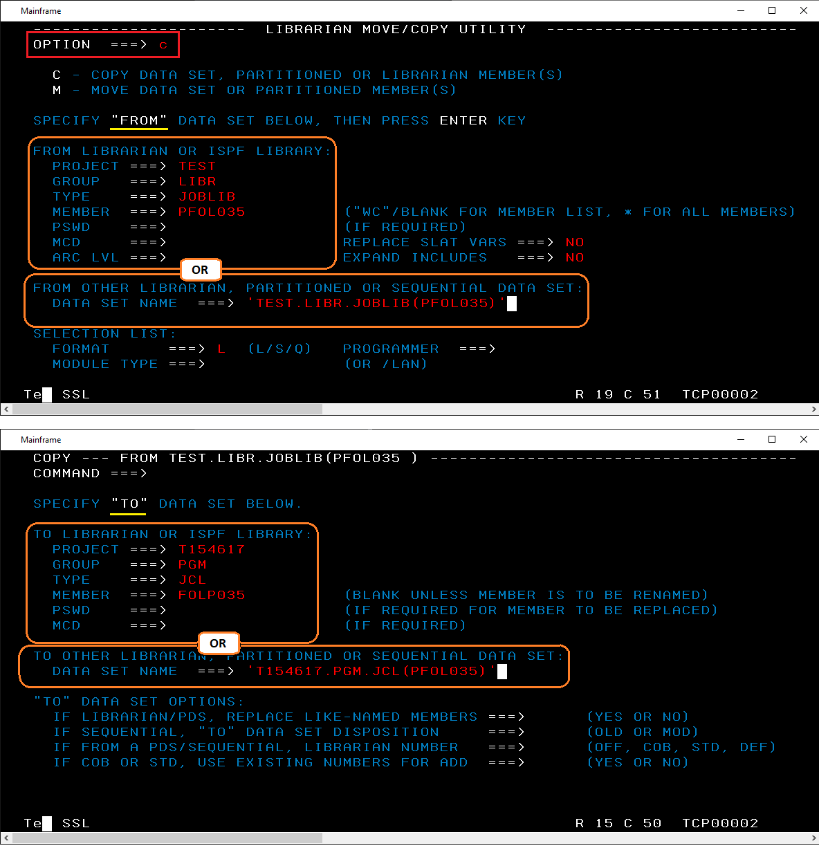 Mainframe
--------------------- LIBRARIAN MOVE/COPY UTILITY ---------------------------
OPTION ===> c
C - COPY DATA SET, PARTITIONED OR LIBRARIAN MEMBER(S)
M - MOVE DATA SET OR PARTITIONED MEMBER(S)
SPECIFY "FROM" DATA SET BELOW, THEN PRESS ENTER KEY
FROM LIBRARIAN OR ISPF LIBRARY:
PROJECT ===> TEST
GROUP ===> LIBR
TYPE ===> JOBLIB
MEMBER ===> PFOL035 ("WC"/BLANK FOR MEMBER LIST, * FOR ALL MEMBERS)
PSWD ===> (IF REQUIRED)
MCD ===> REPLACE SLAT VARS ===> NO
ARC LVL ===> EXPAND INCLUDES ===> NO
OR
FROM OTHER LIBRARIAN, PARTITIONED OR SEQUENTIAL DATA SET:
DATA SET NAME ===> 'TEST.LIBR.JOBLIB(PFOL035)'
SELECTION LIST:
FORMAT ===> L (L/S/Q) PROGRAMMER ===>
MODULE TYPE ===> (OR /LAN)
Te SSL R 19 C 51 TCP00002
Mainframe
COPY --- FROM TEST.LIBR.JOBLIB(PFOL035 ) --------------------------------------
COMMAND ===>
SPECIFY "TO" DATA SET BELOW.
TO LIBRARIAN OR ISPF LIBRARY:
PROJECT ===> T154617
GROUP ===> PGM
TYPE ===> JCL
MEMBER ===> FOLP035 (BLANK UNLESS MEMBER IS TO BE RENAMED)
PSWD ===> (IF REQUIRED FOR MEMBER TO BE REPLACED)
MCD ===> (IF REQUIRED)
OR
TO OTHER LIBRARIAN, PARTITIONED OR SEQUENTIAL DATA SET:
DATA SET NAME ===> 'T154617.PGM.JCL(PFOL035)'
"TO" DATA SET OPTIONS:
IF LIBRARIAN/PDS, REPLACE LIKE-NAMED MEMBERS ===> (YES OR NO)
IF SEQUENTIAL, "TO" DATA SET DISPOSITION ===> (OLD OR MOD)
IF FROM A PDS/SEQUENTIAL, LIBRARIAN NUMBER ===> (OFF, COB, STD, DEF)
IF COB OR STD, USE EXISTING NUMBERS FOR ADD ===> (YES OR NO)
Te SSL R 15 C 50 TCP00002